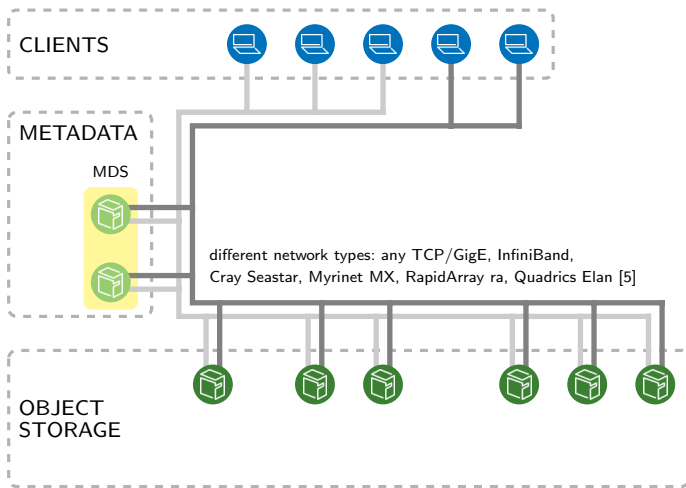 CLIENTS
METADATA
MDS
different network types: any TCP/GigE, InfiniBand,
Cray Seastar, Myrinet MX, RapidArray ra, Quadrics Elan [5]
OBJECT
STORAGE